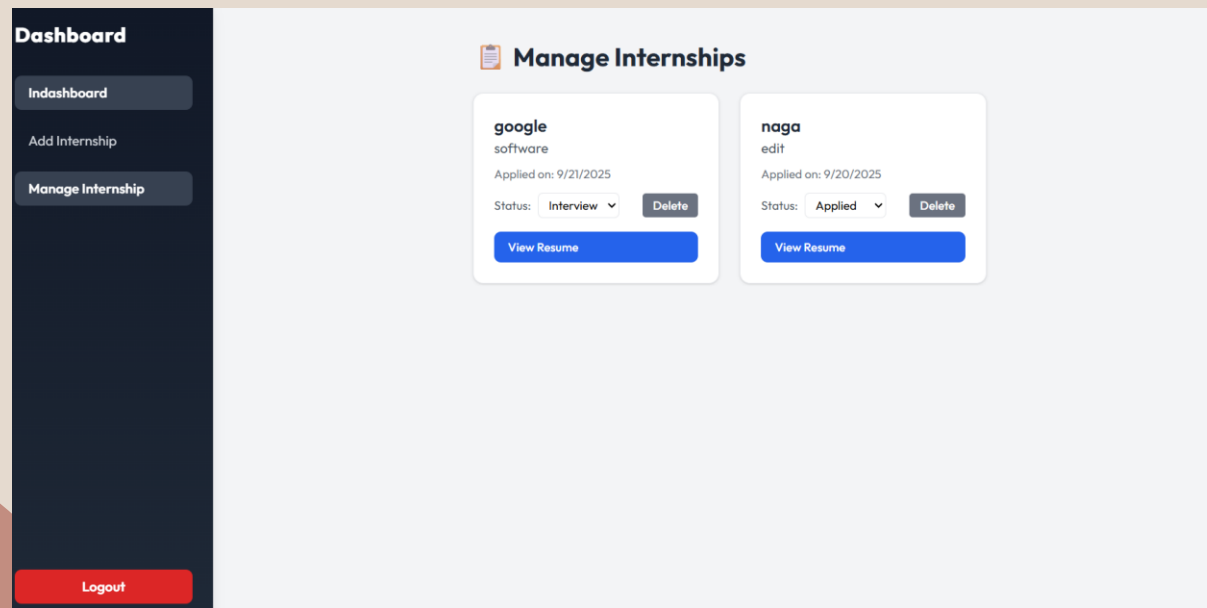 Dashboard
Indashboard
Add Internship
Manage Internship
Logout
Manage Internships
google
software
Applied on: 9/21/2025
Status: Interview Delete
View Resume
naga
edit
Applied on: 9/20/2025
Status: Applied Delete
View Resume